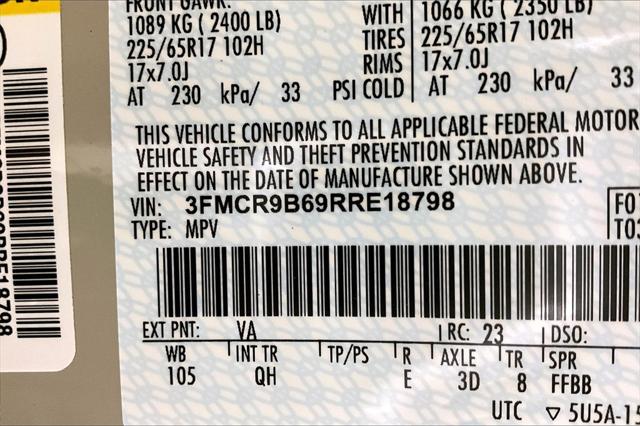 FRONT GAWR:
1089 KG ( 2400 LB) WITH 1066 KG ( 2350 LB)
225/65R17 102H TIRES 225/65R17 102H
17x7.0J RIMS 17x7.0J
AT 230 kPa/ 33 PSI COLD AT 230 kPa/ 33
THIS VEHICLE CONFORMS TO ALL APPLICABLE FEDERAL MOTOR
VEHICLE SAFETY AND THEFT PREVENTION STANDARDS IN
EFFECT ON THE DATE OF MANUFACTURE SHOWN ABOVE.
VIN: 3FMCR9B69RRE18798
TYPE: MPV
EXT PNT: VA RC: 23 DSO:
WB INT TR TP/PS R AXLE TR SPR
105 QH E 3D 8 FFBB
UTC ▽ 5U5A-15